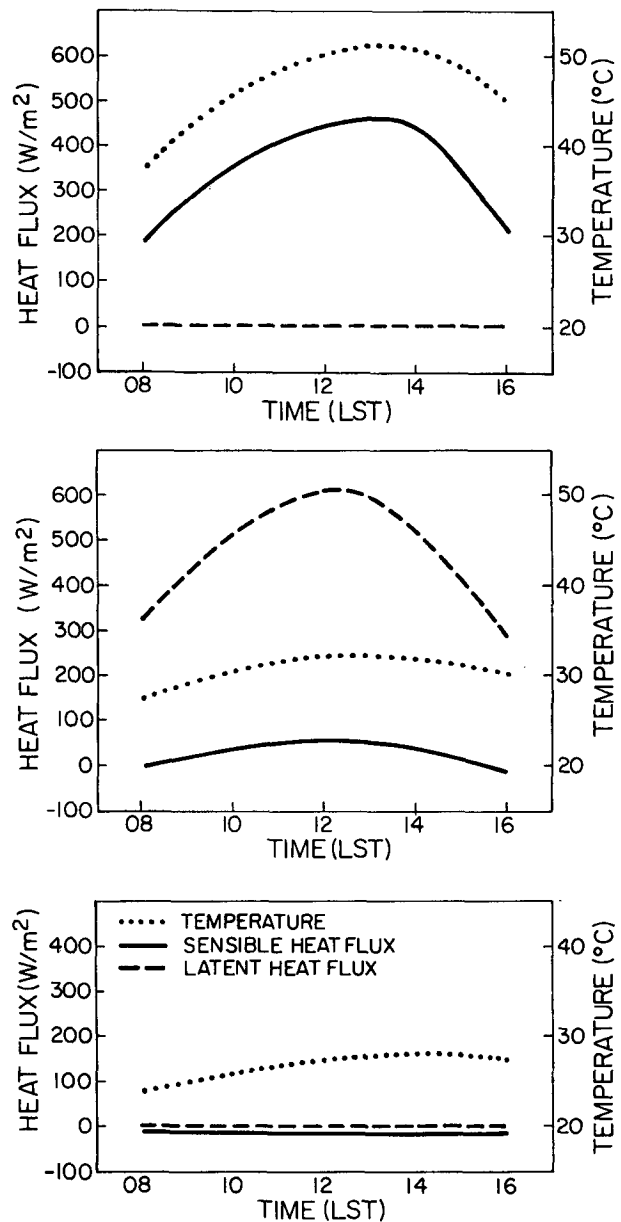 HEAT FLUX (W/m²)
600
500
400
300
200
100
0
-100
TEMPERATURE (°C)
50
40
30
20
08 10 12 14 16
TIME (LST)
HEAT FLUX (W/m²)
600
500
400
300
200
100
0
-100
TEMPERATURE (°C)
50
40
30
20
08 10 12 14 16
TIME (LST)
HEAT FLUX (W/m²)
400
300
200
100
0
-100
TEMPERATURE
SENSIBLE HEAT FLUX
LATENT HEAT FLUX
TEMPERATURE (°C)
40
30
20
08 10 12 14 16
TIME (LST)